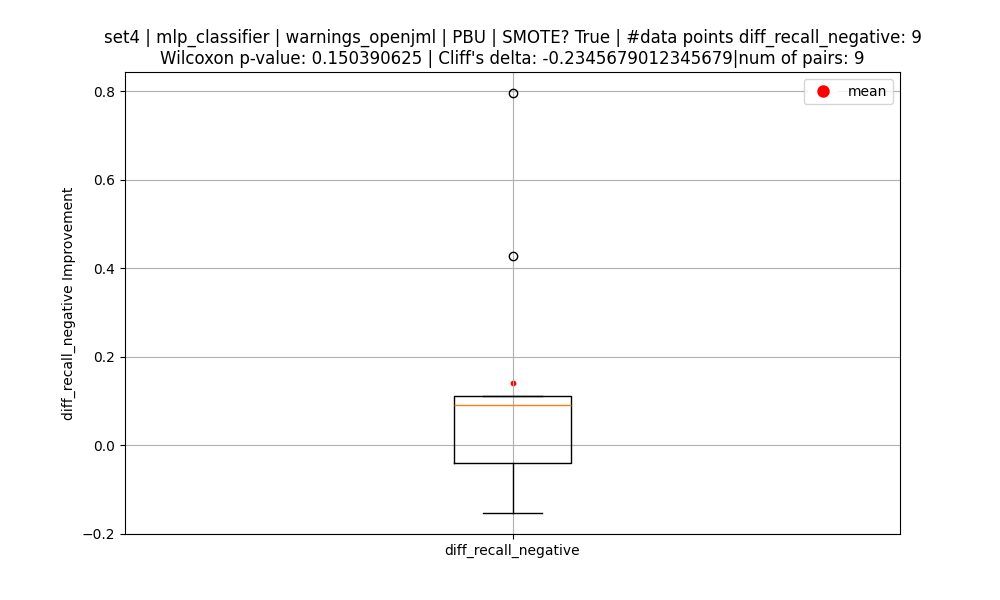 set4 | mlp_classifier | warnings_openjml | PBU | SMOTE? True | #data points diff_recall_negative: 9
Wilcoxon p-value: 0.150390625 | Cliff's delta: -0.2345679012345679|num of pairs: 9
mean
0.8
0.6
0.4
0.2
0.0
−0.2
diff_recall_negative Improvement
diff_recall_negative